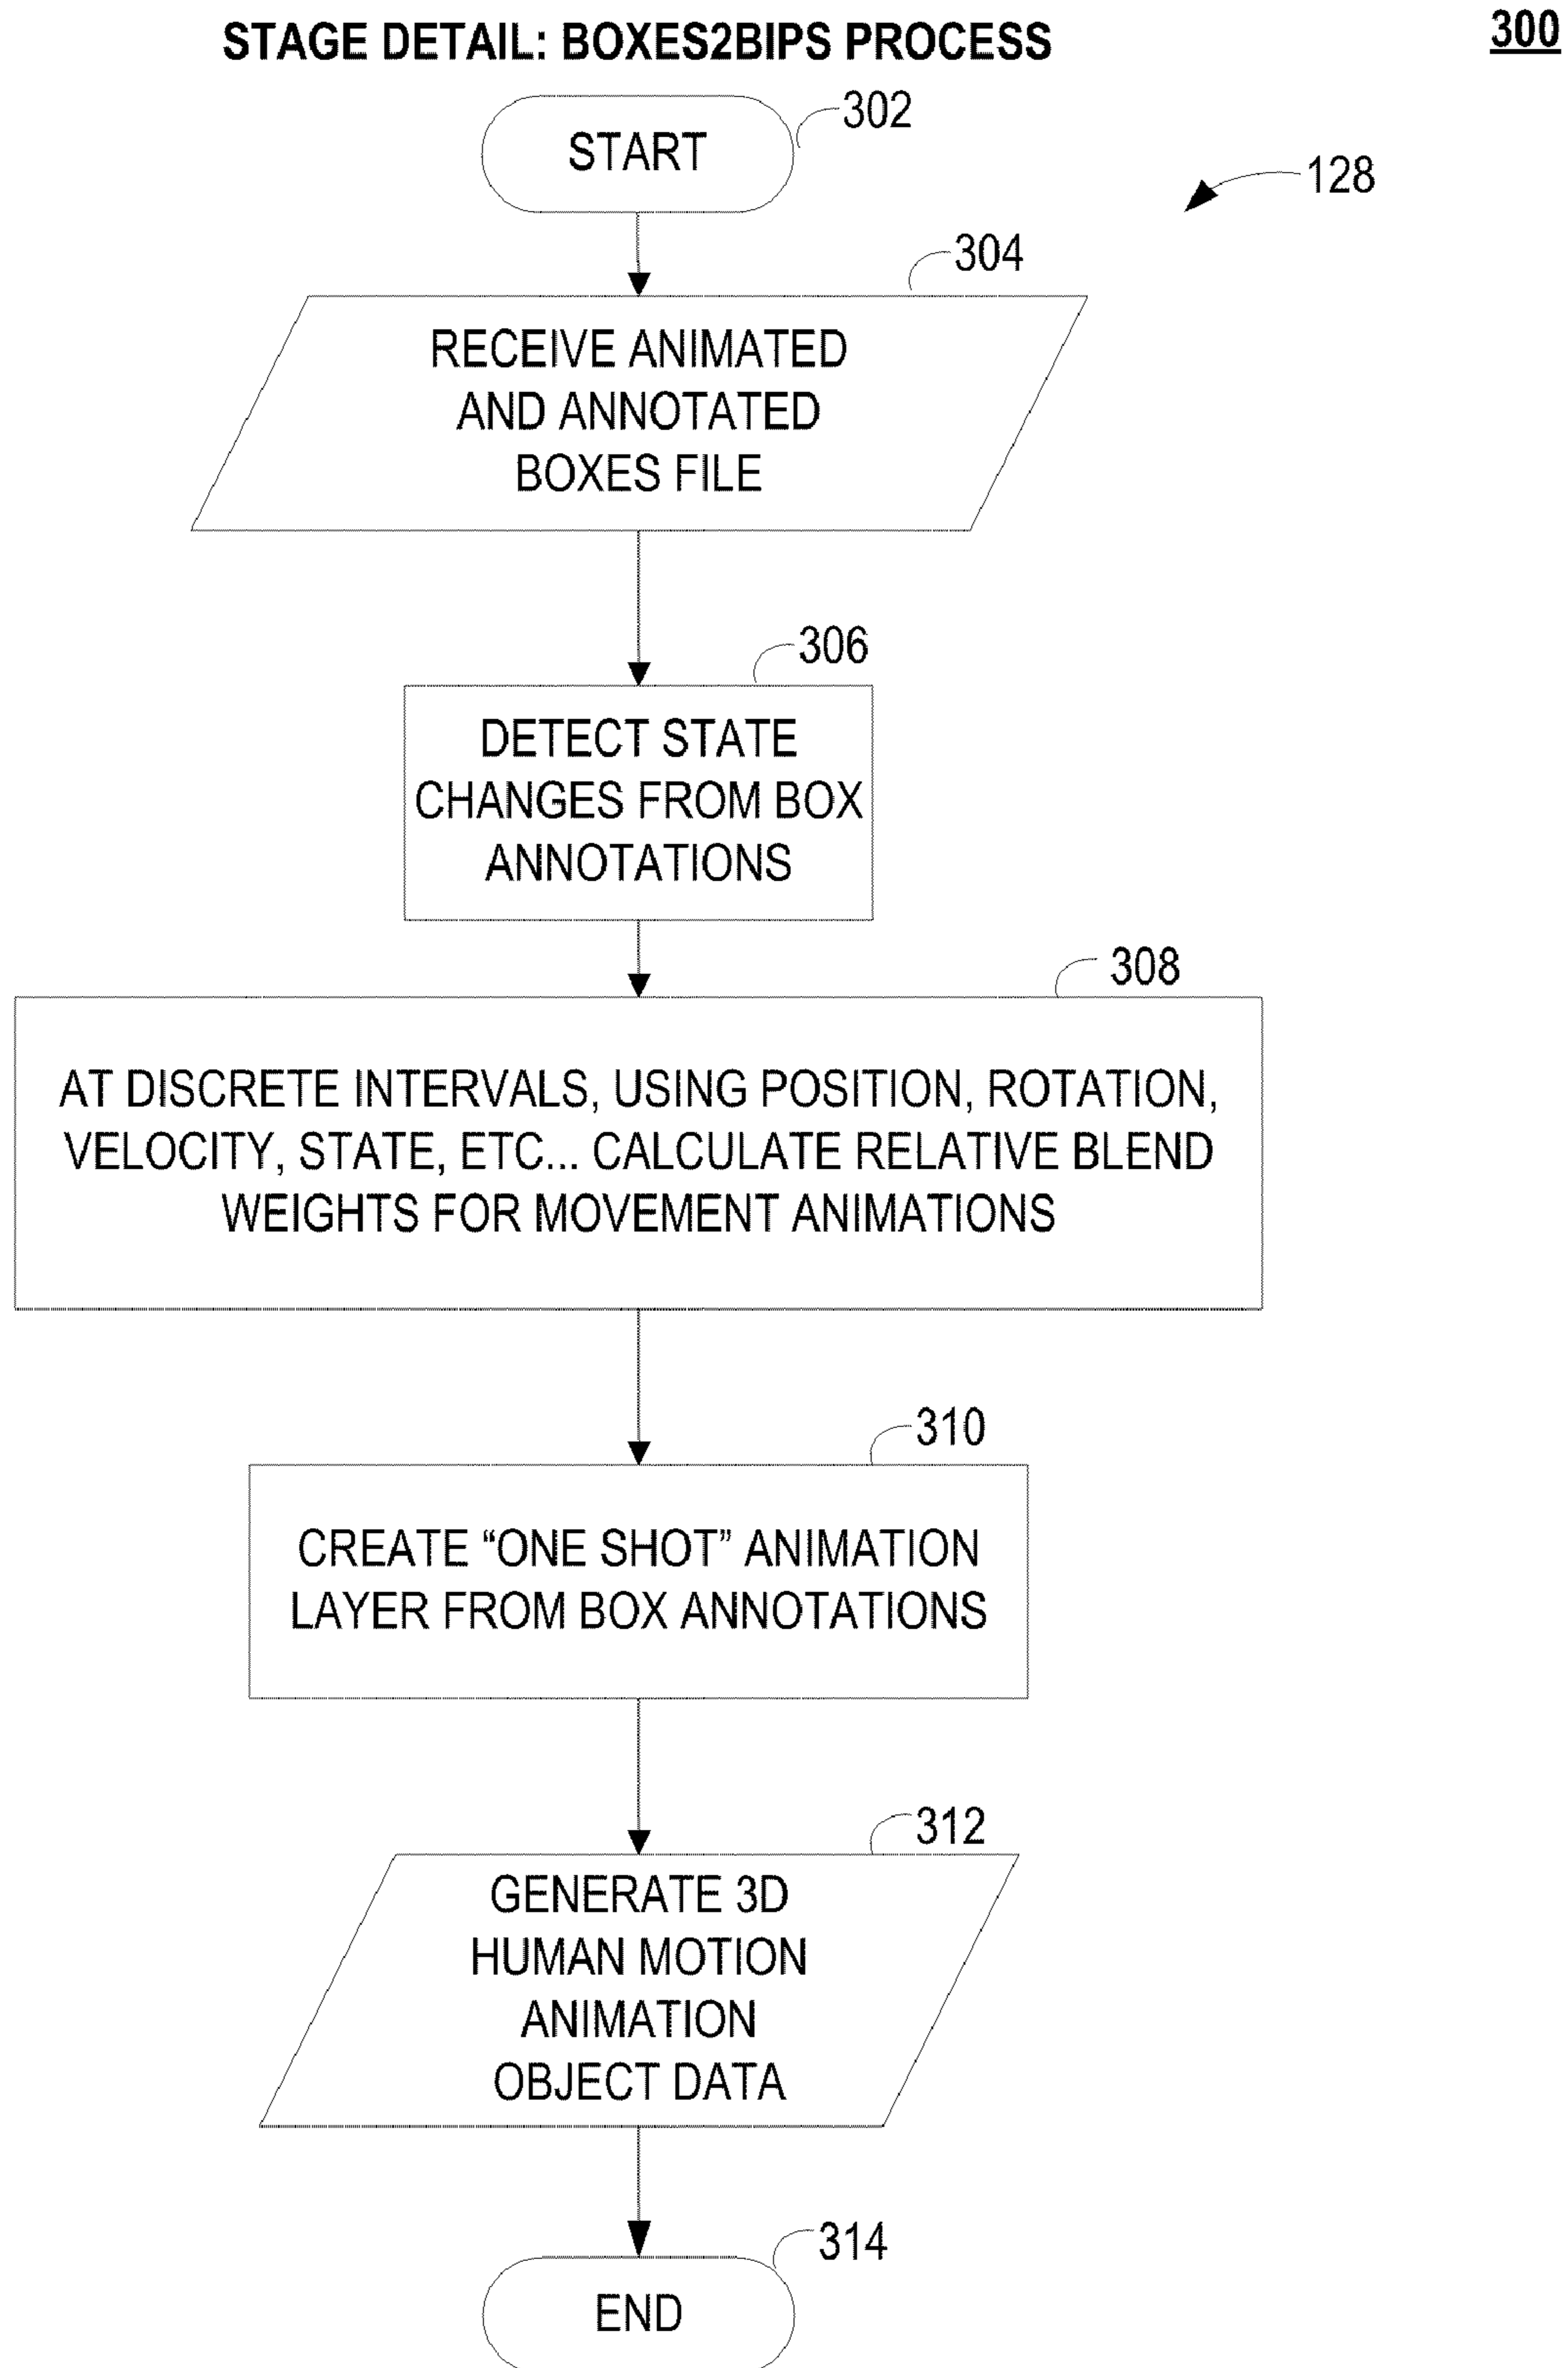 STAGE DETAIL: BOXES2BIPS PROCESS
300
302
START
128
304
RECEIVE ANIMATED
AND ANNOTATED
BOXES FILE
306
DETECT STATE
CHANGES FROM BOX
ANNOTATIONS
308
AT DISCRETE INTERVALS, USING POSITION, ROTATION,
VELOCITY, STATE, ETC... CALCULATE RELATIVE BLEND
WEIGHTS FOR MOVEMENT ANIMATIONS
310
CREATE “ONE SHOT” ANIMATION
LAYER FROM BOX ANNOTATIONS
312
GENERATE 3D
HUMAN MOTION
ANIMATION
OBJECT DATA
314
END